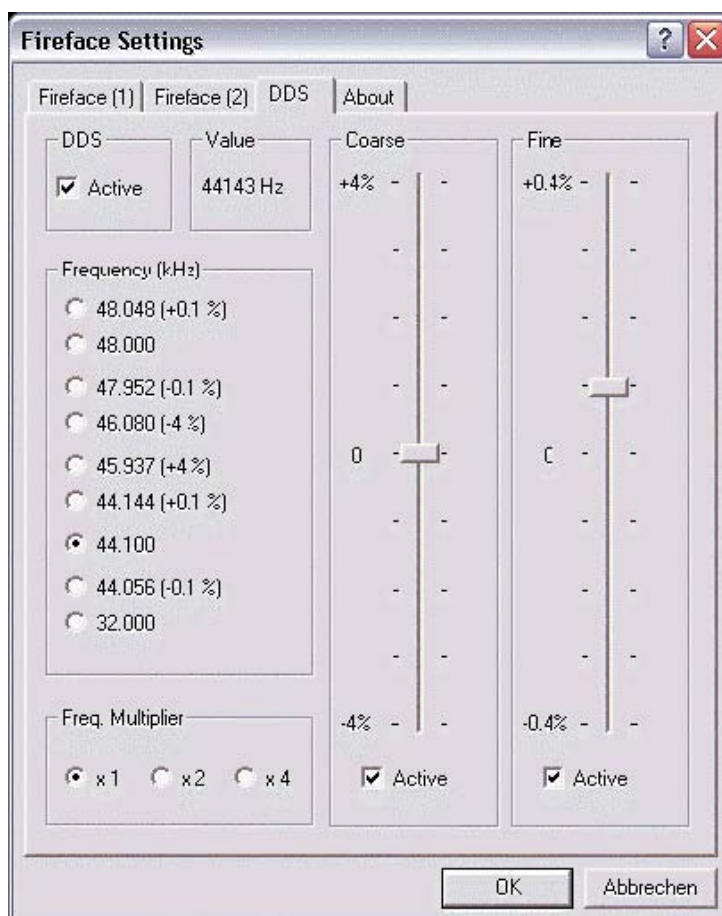 Fireface Settings
Fireface (1) Fireface (2) DDS About
DDS
Active
Value
44143 Hz
Frequency (kHz)
48.048 (+0.1 %)
48.000
47.952 (-0.1 %)
46.080 (-4 %)
45.937 (+4 %)
44.144 (+0.1 %)
44.100
44.056 (-0.1 %)
32.000
Freq. Multiplier
x 1 x 2 x 4
Coarse
+4%
0
-4%
Active
Fine
+0.4%
C
-0.4%
Active
OK Abbrechen